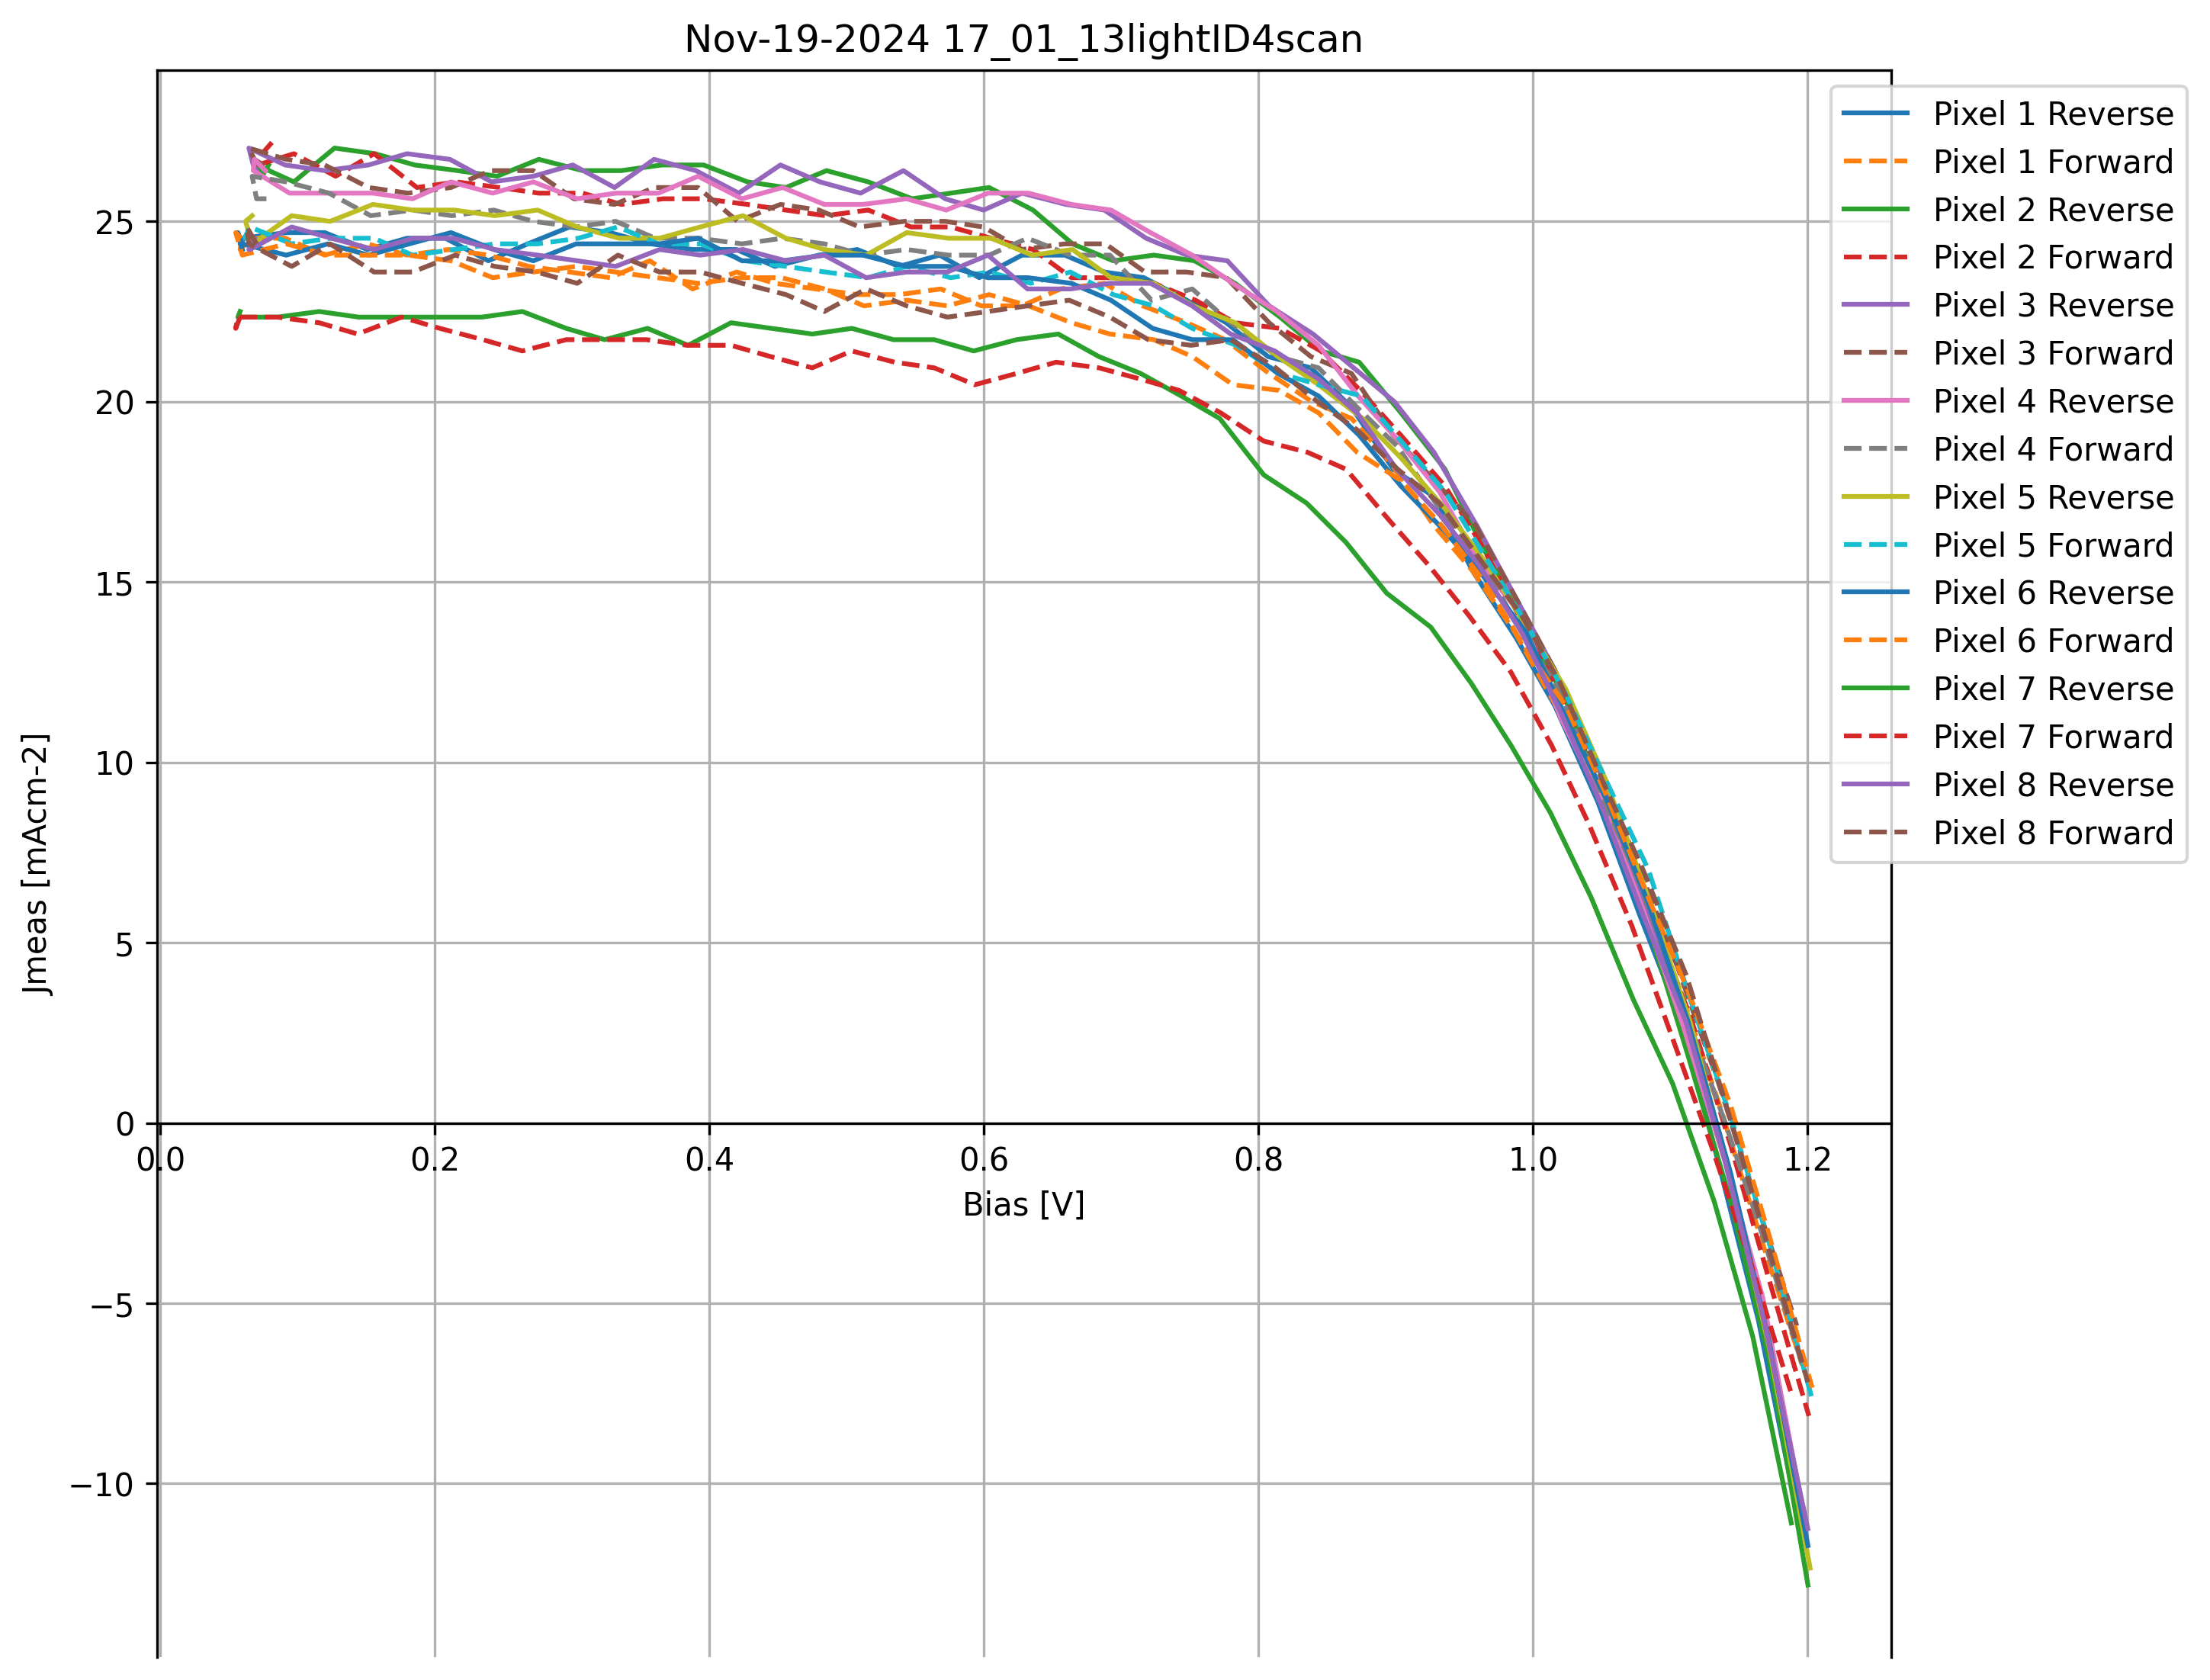 Nov-19-2024 17_01_13lightID4scan
Pixel 1 Reverse
Pixel 1 Forward
Pixel 2 Reverse
Pixel 2 Forward
Pixel 3 Reverse
Pixel 3 Forward
Pixel 4 Reverse
Pixel 4 Forward
Pixel 5 Reverse
Pixel 5 Forward
Pixel 6 Reverse
Pixel 6 Forward
Pixel 7 Reverse
Pixel 7 Forward
Pixel 8 Reverse
Pixel 8 Forward
Jmeas [mAcm-2]
25
20
15
10
5
0
−5
−10
0.0 0.2 0.4 0.6 0.8 1.0 1.2
Bias [V]